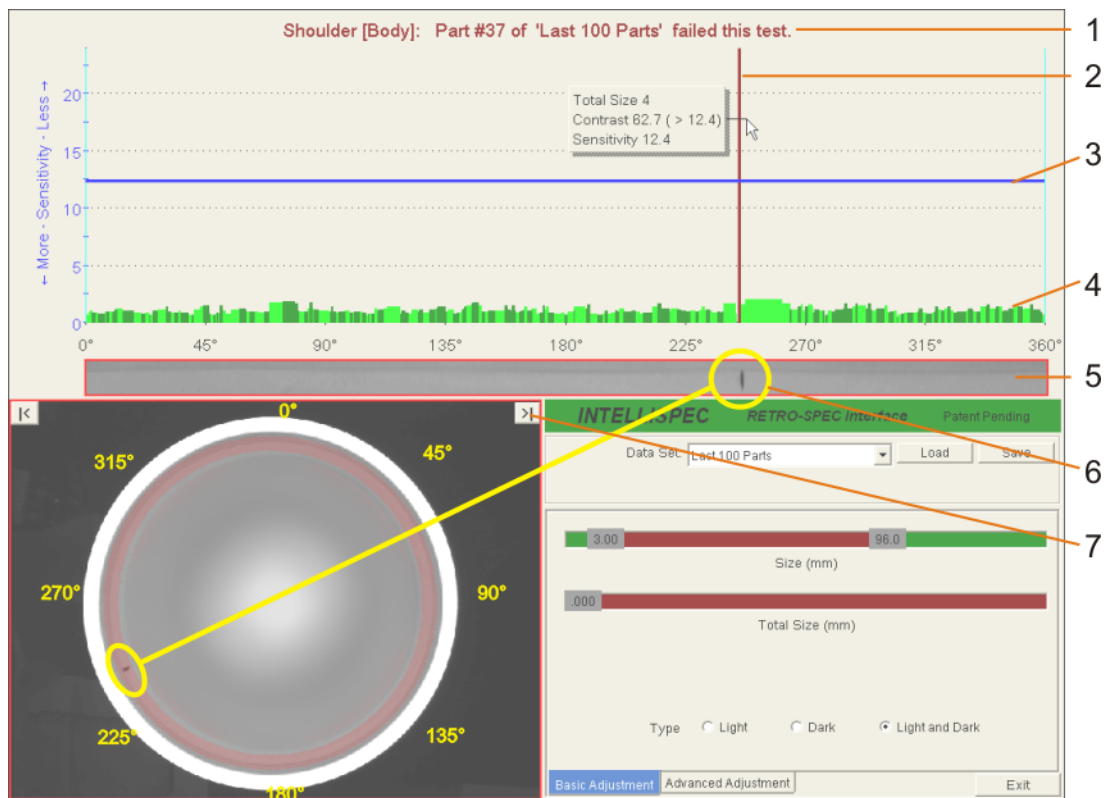 Shoulder [Body]: Part #37 of 'Last 100 Parts' failed this test.
1
2
← More - Sensitivity - Less →
20
15
10
5
0
Total Size 4
Contrast 62.7 ( > 12.4)
Sensitivity 12.4
3
4
0° 45° 90° 135° 180° 225° 270° 315° 360°
5
|< >|
0°
45°
90°
135°
180°
225°
270°
315°
INTELLISPEC RETRO-SPEC Interface Patent Pending
Data Set Last 100 Parts Load Save
6
3.00 96.0
Size (mm)
7
.000
Total Size (mm)
Type Light Dark Light and Dark
Basic Adjustment Advanced Adjustment Exit